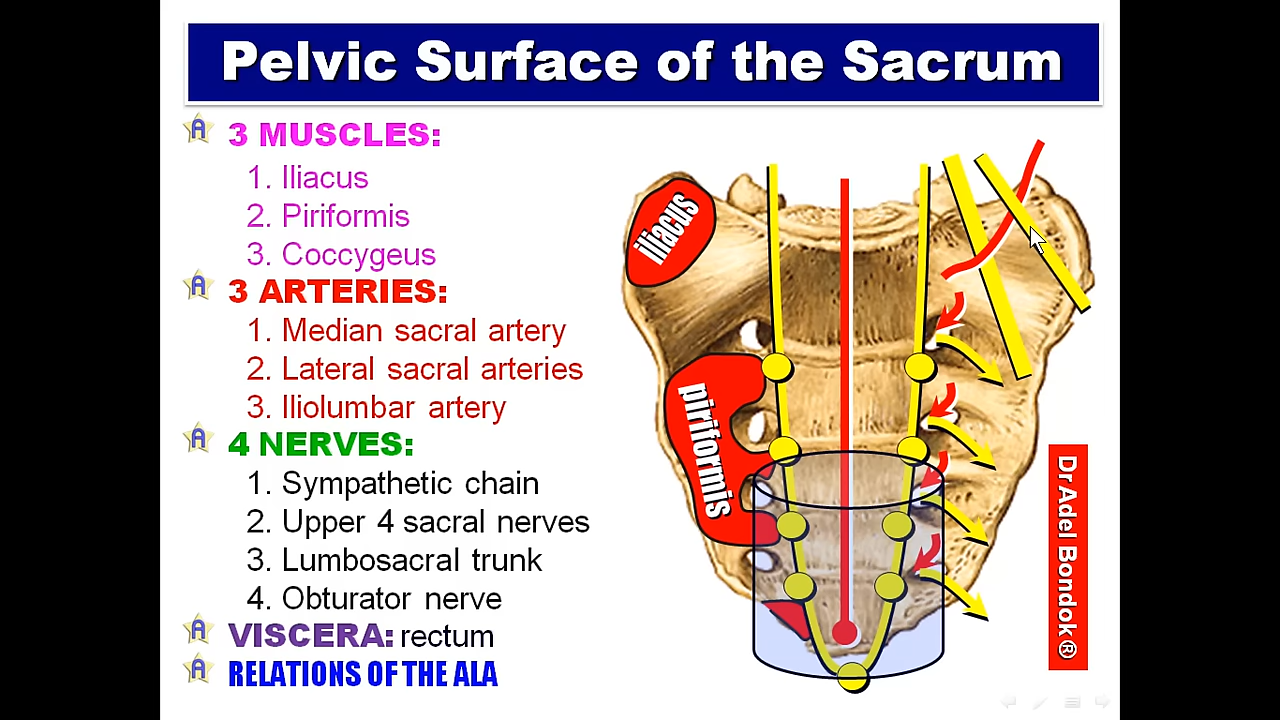 Pelvic Surface of the Sacrum
A 3 MUSCLES:
1. Iliacus
2. Piriformis
3. Coccygeus
A 3 ARTERIES:
1. Median sacral artery
2. Lateral sacral arteries
3. Iliolumbar artery
A 4 NERVES:
1. Sympathetic chain
2. Upper 4 sacral nerves
3. Lumbosacral trunk
4. Obturator nerve
A VISCERA: rectum
A RELATIONS OF THE ALA
iliacus
piriformis
Dr Adel Bondok®